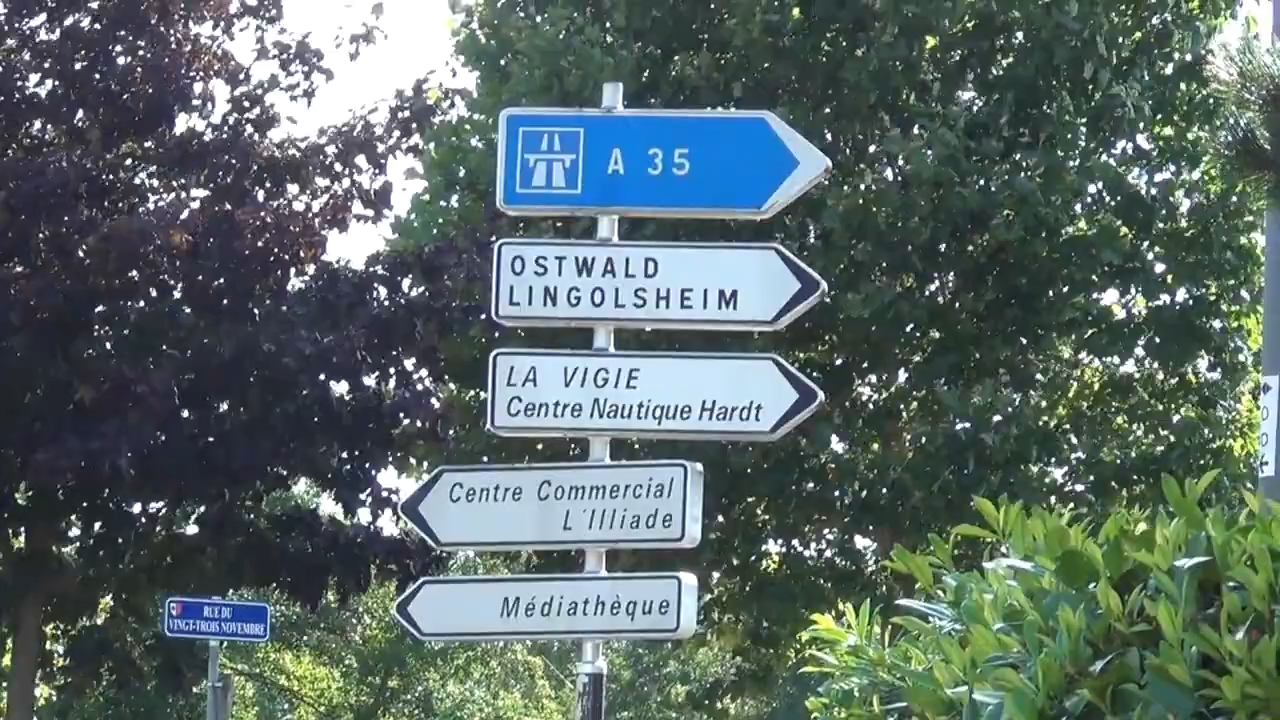 A 35
OSTWALD
LINGOLSHEIM
LA VIGIE
Centre Nautique Hardt
Centre Commercial
L'Illiade
Médiathèque
RUE DU
VINGT-TROIS NOVEMBRE